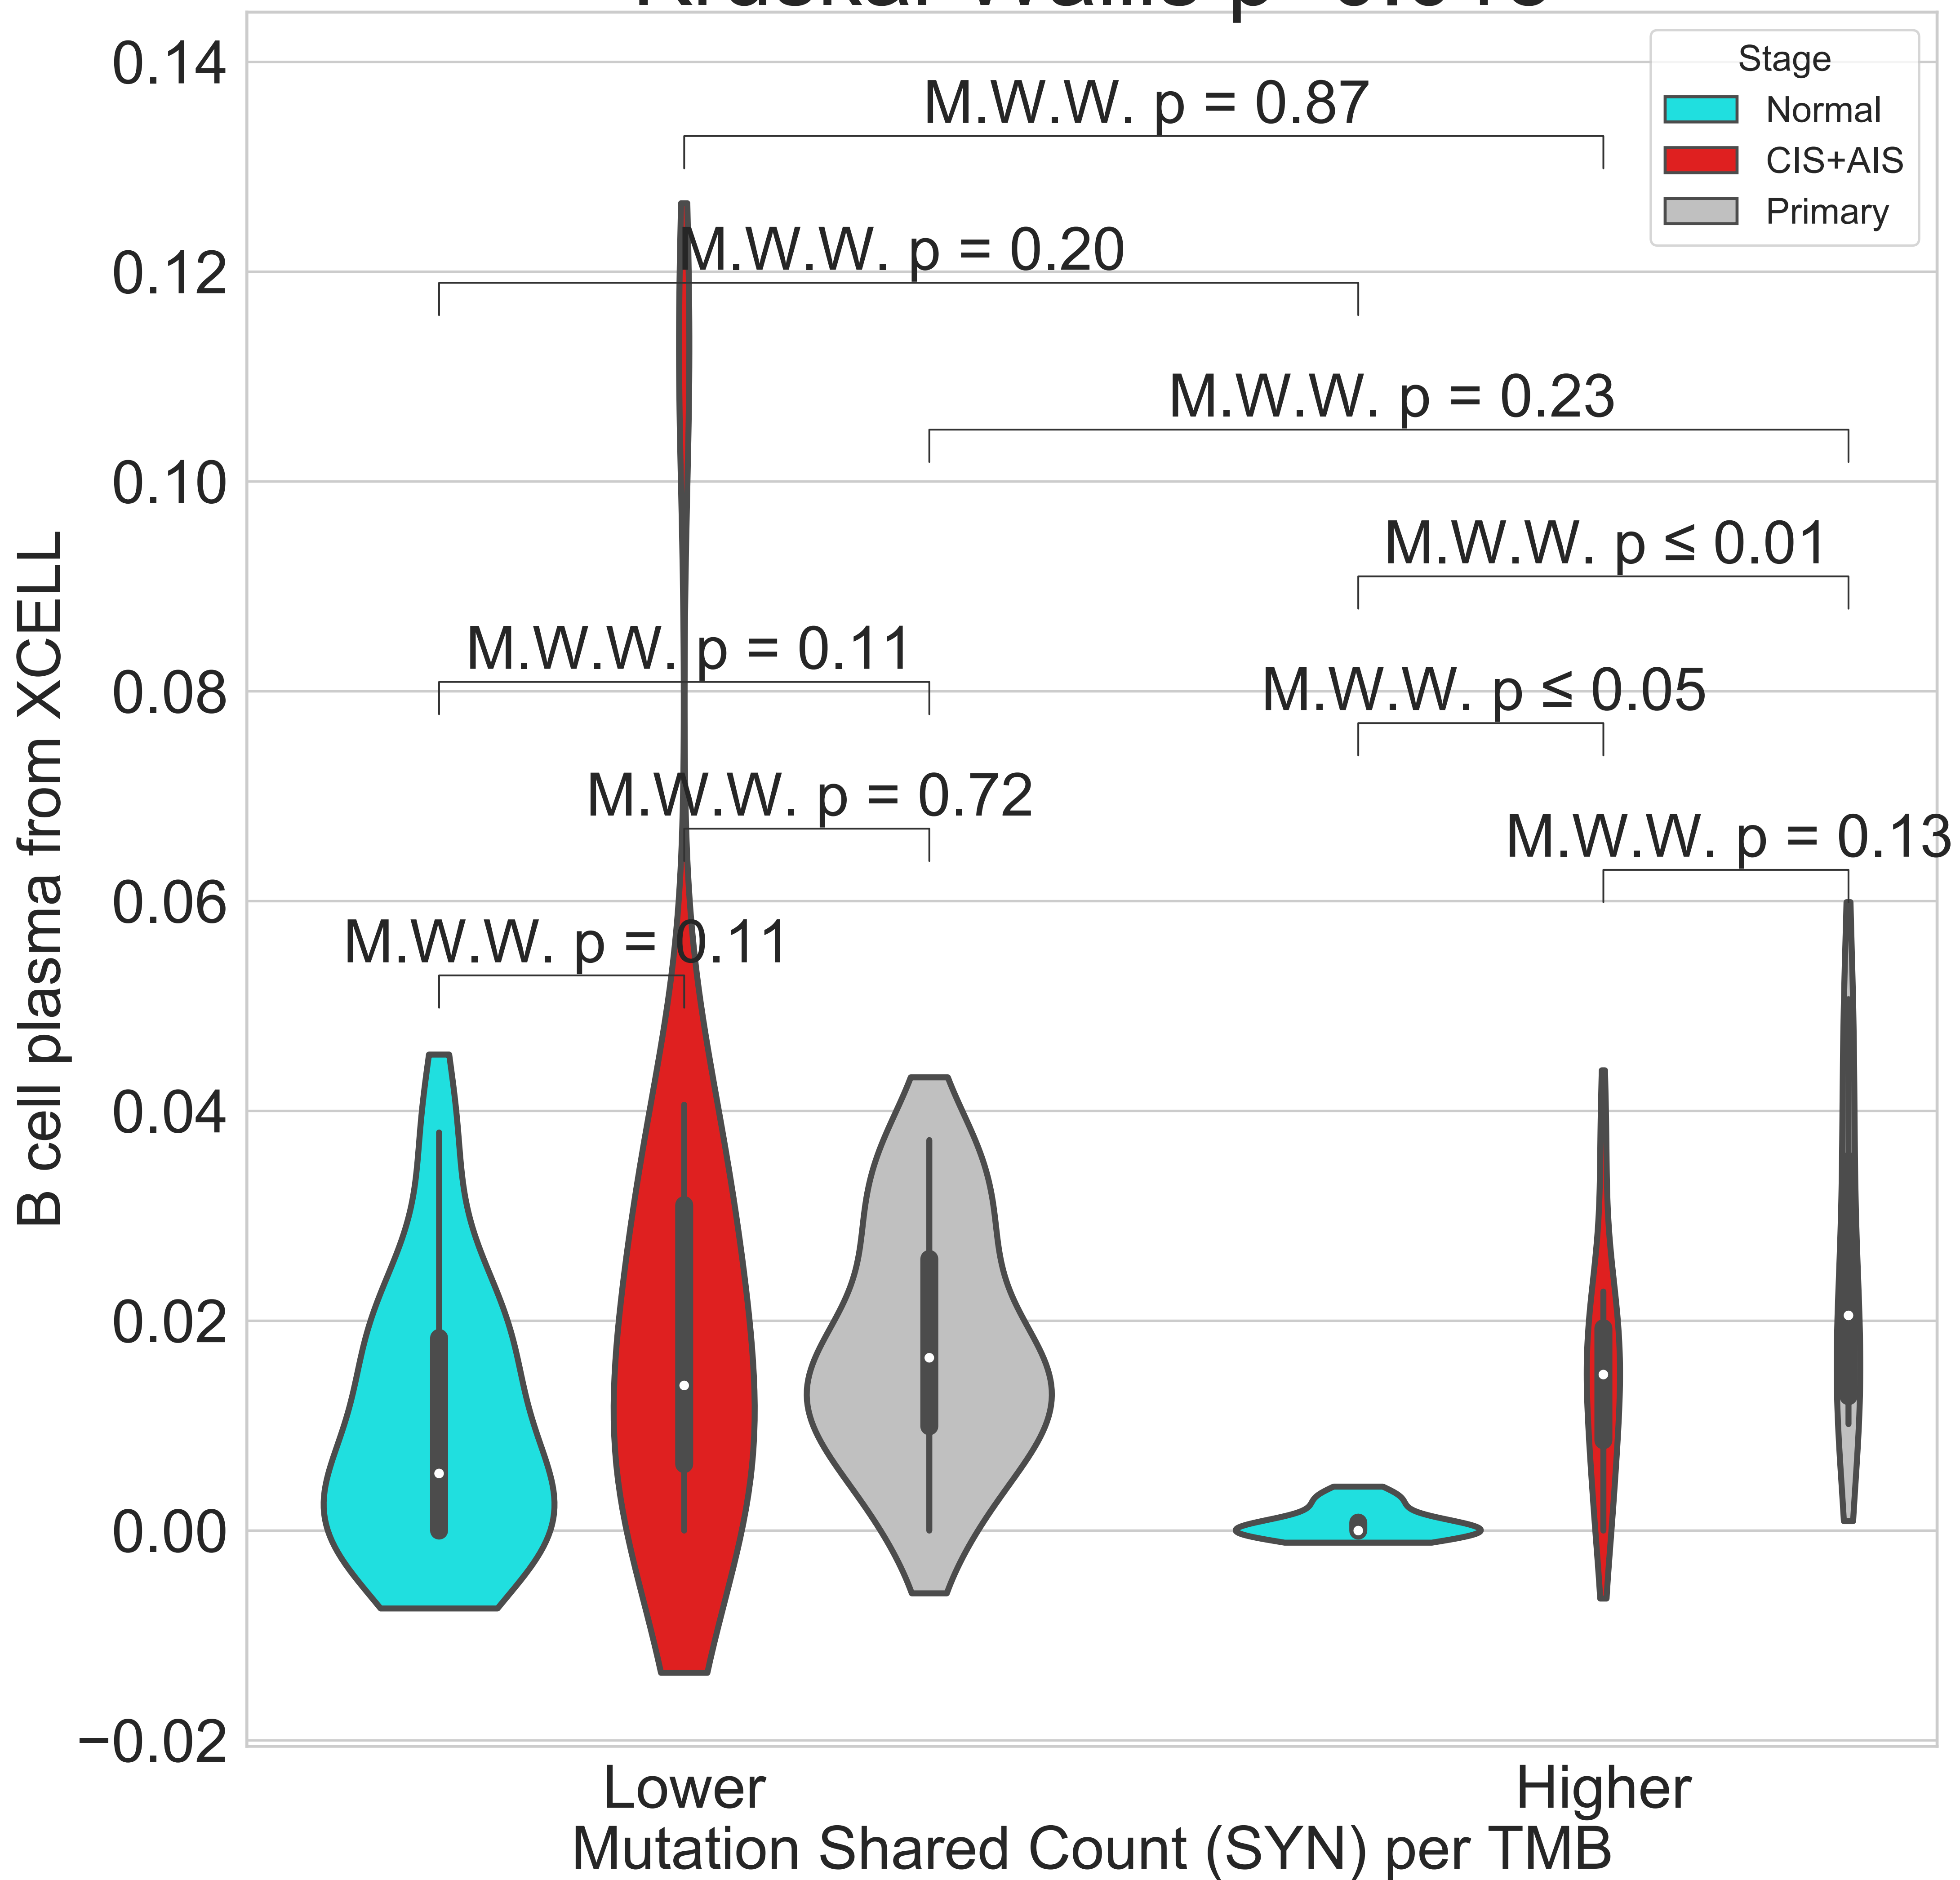 0.14
0.12
0.10
0.08
0.06
0.04
0.02
0.00
−0.02
B cell plasma from XCELL
Stage
Normal
CIS+AIS
Primary
M.W.W. p = 0.87
M.W.W. p = 0.20
M.W.W. p = 0.23
M.W.W. p ≤ 0.01
M.W.W. p = 0.11
M.W.W. p ≤ 0.05
M.W.W. p = 0.72
M.W.W. p = 0.13
M.W.W. p = 0.11
Lower
Higher
Mutation Shared Count (SYN) per TMB